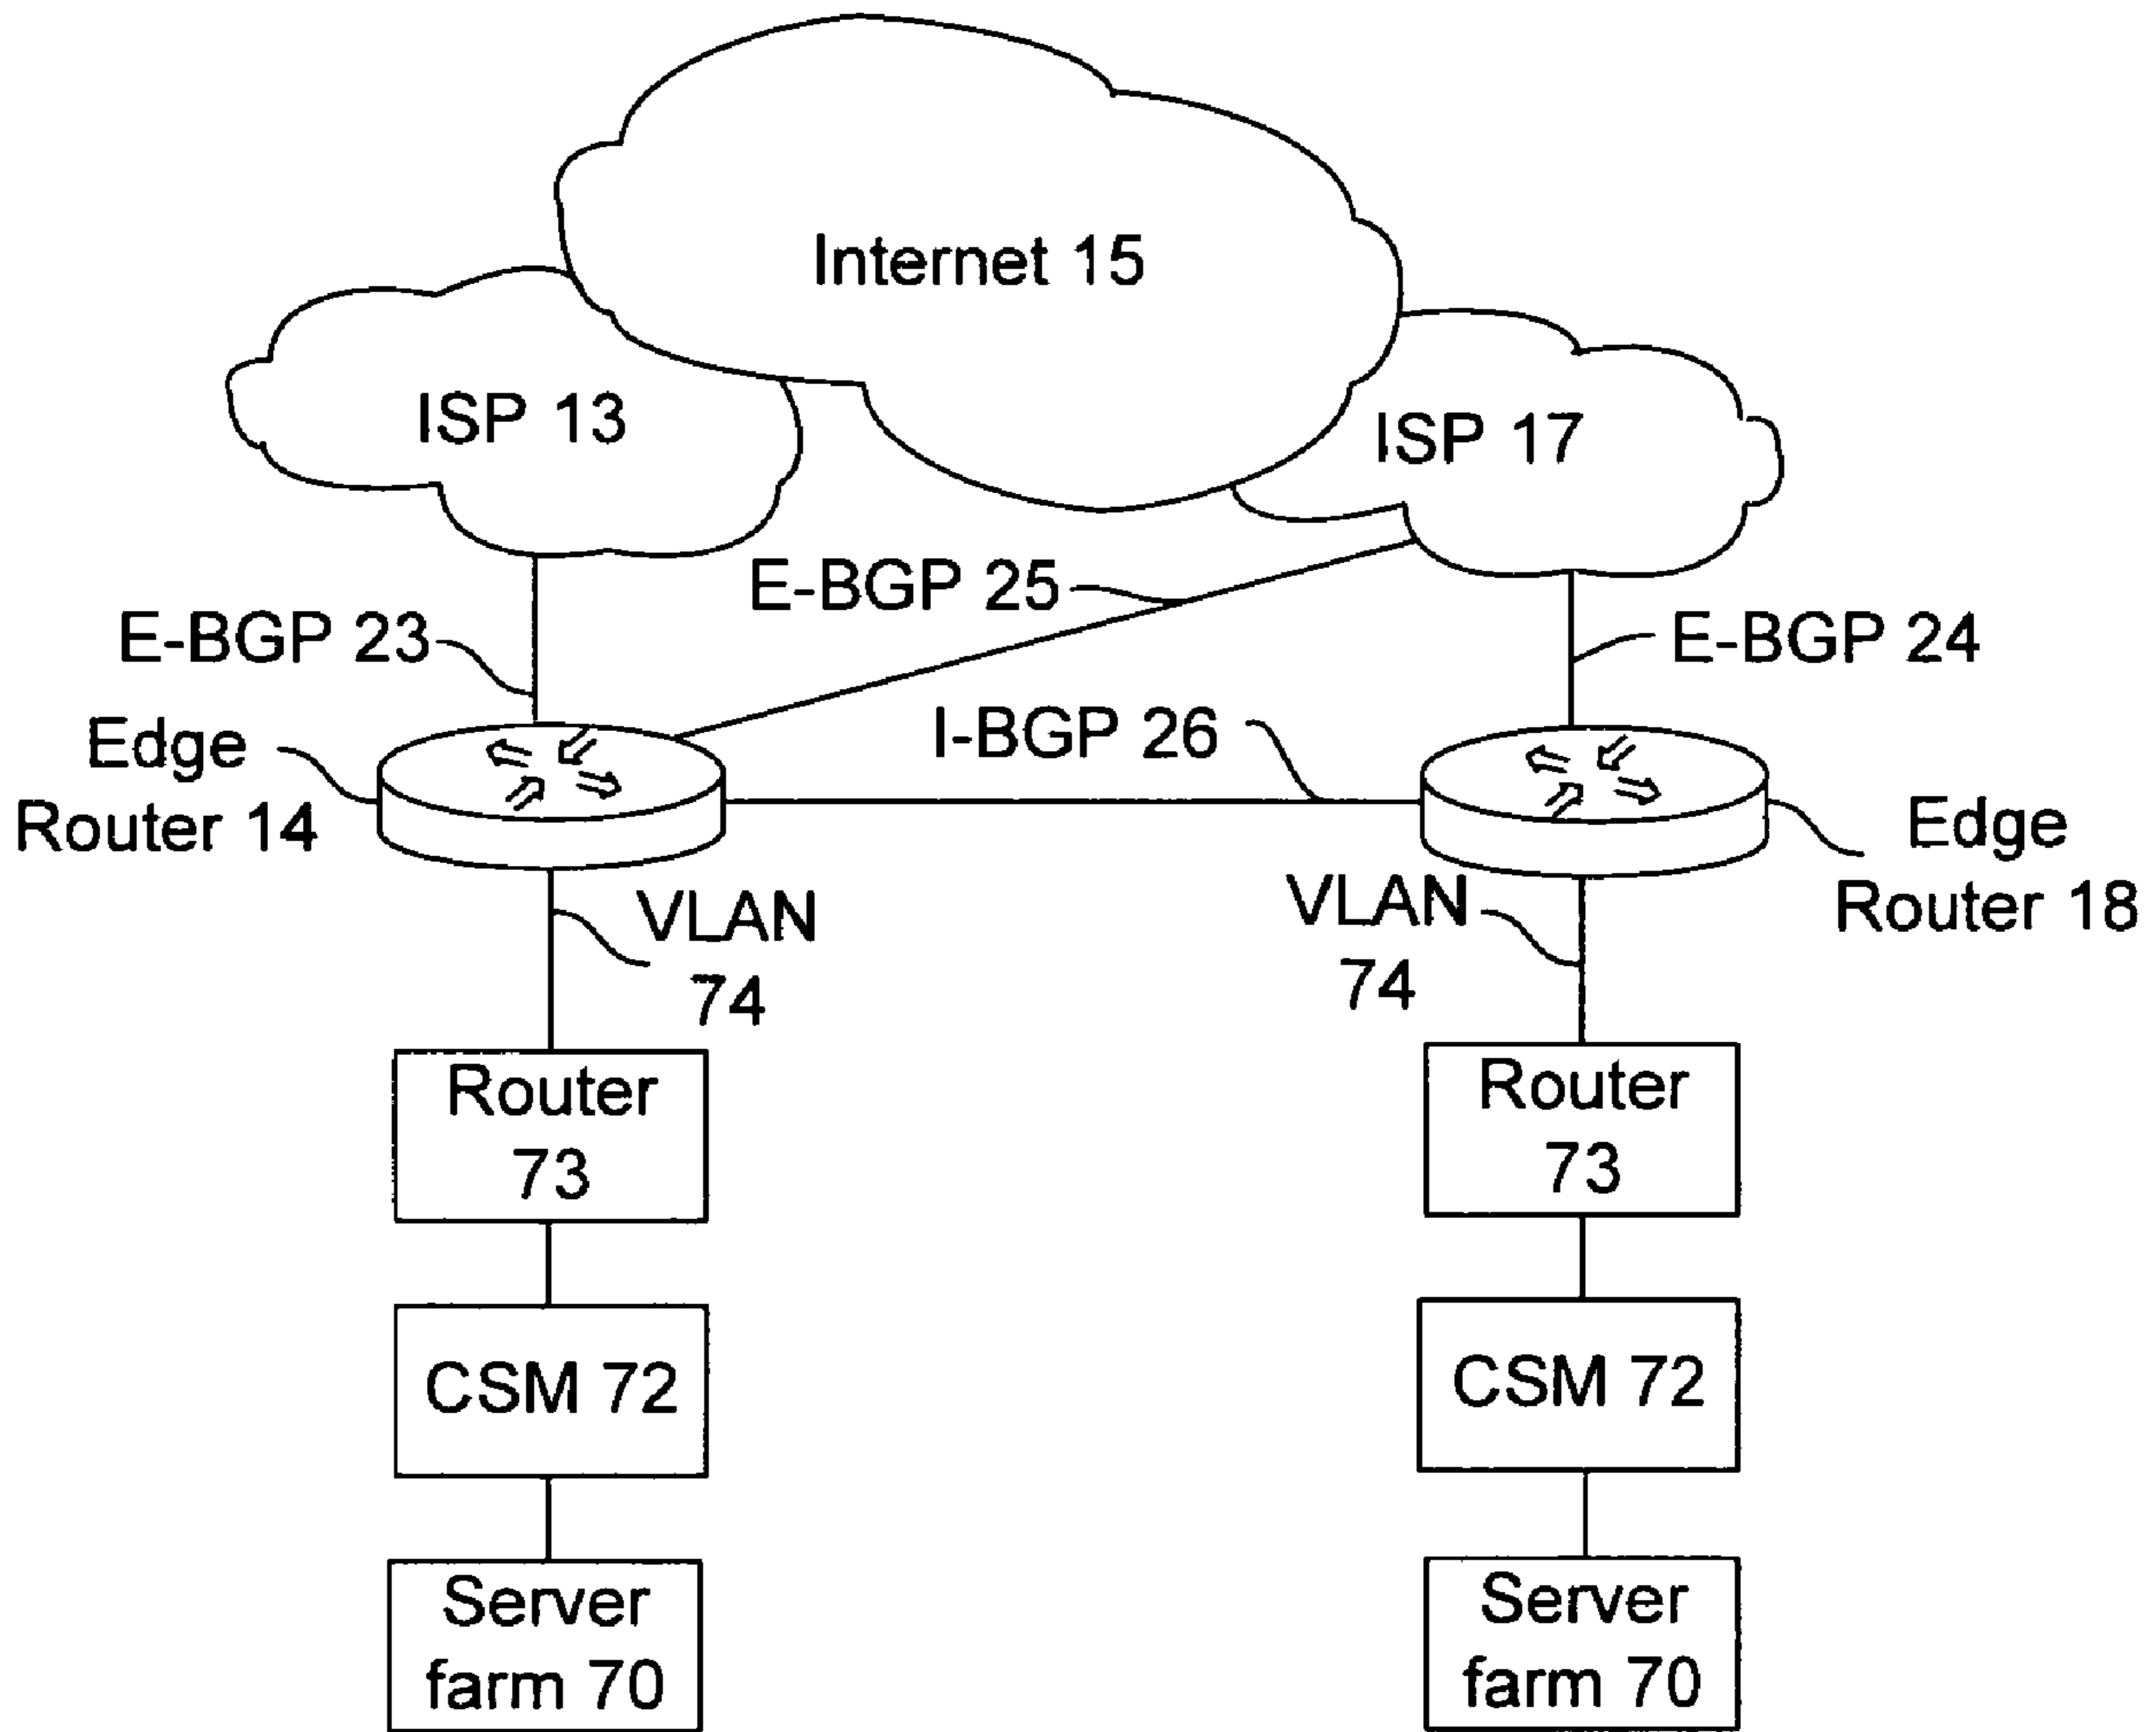 Internet 15
ISP 13
ISP 17
E-BGP 25
E-BGP 23
E-BGP 24
I-BGP 26
Edge
Router 14
Edge
Router 18
VLAN
74
VLAN
74
Router
73
Router
73
CSM 72
CSM 72
Server
farm 70
Server
farm 70